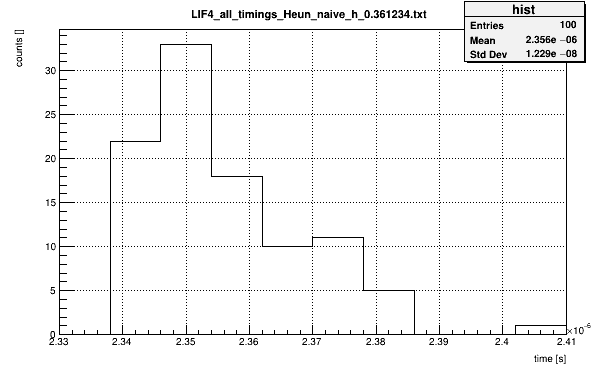 LIF4_all_timings_Heun_naive_h_0.361234.txt
hist
Entries 100
Mean 2.356e −06
Std Dev 1.229e −08
counts []
30
25
20
15
10
5
0
2.33 2.34 2.35 2.36 2.37 2.38 2.39 2.4 2.41
×10−6
time [s]